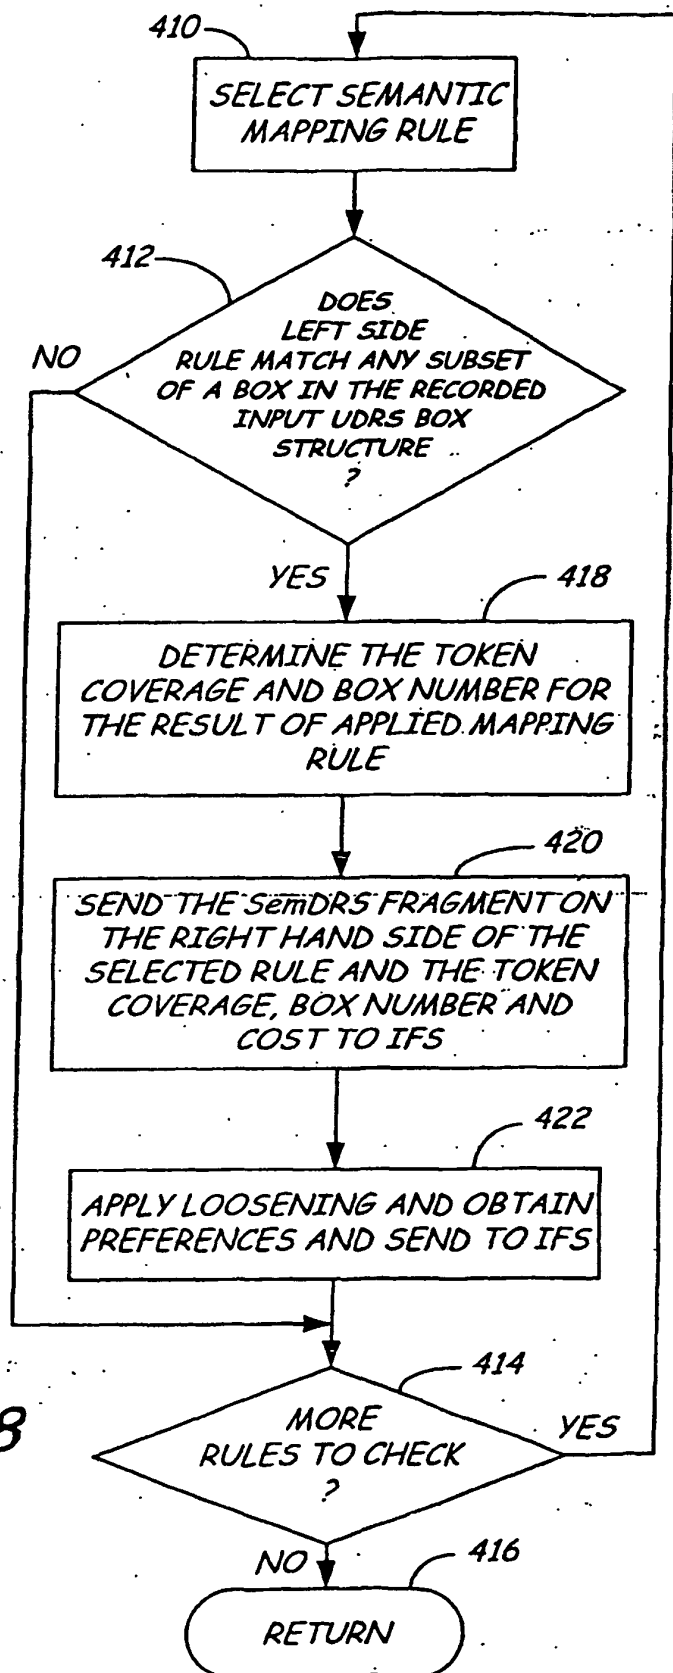 410
SELECT SEMANTIC
MAPPING RULE
412
DOES
LEFT SIDE
RULE MATCH ANY SUBSET
OF A BOX IN THE RECORDED
INPUT UDRS BOX
STRUCTURE
?
NO
YES
418
DETERMINE THE TOKEN
COVERAGE AND BOX NUMBER FOR
THE RESULT OF APPLIED MAPPING
RULE
420
SEND THE SemDRS FRAGMENT ON
THE RIGHT HAND SIDE OF THE
SELECTED RULE AND THE TOKEN
COVERAGE, BOX NUMBER AND
COST TO IFS
422
APPLY LOOSENING AND OBTAIN
PREFERENCES AND SEND TO IFS
414
8
MORE
RULES TO CHECK
?
YES
NO
416
RETURN